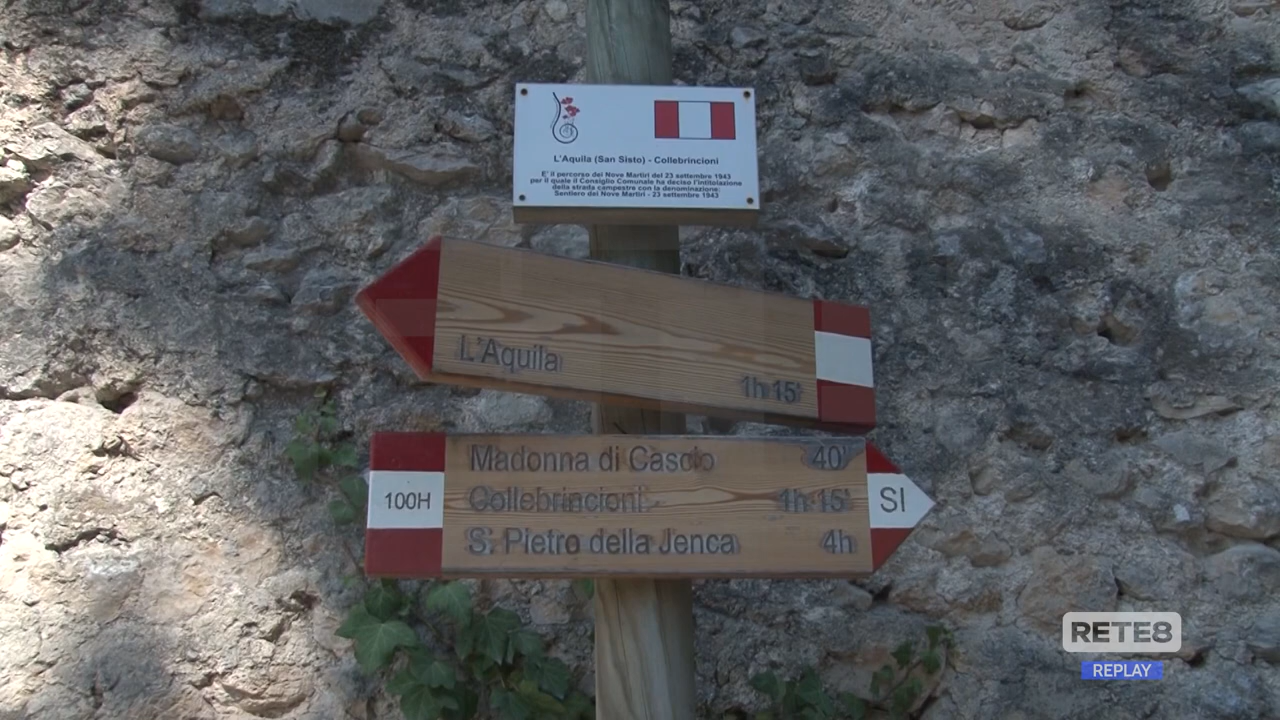 L'Aquila (San Sisto) - Collebrincioni
E' il percorso dei Nove Martiri del 23 settembre 1943
per il quale il Consiglio Comunale ha deciso l'intitolazione
della strada campestre con la denominazione:
Sentiero dei Nove Martiri - 23 settembre 1943
L'Aquila
1h 15'
Madonna di Cascio 40'
100H Collebrincioni 1h 15' SI
S. Pietro della Jenca 4h
RETE8
REPLAY